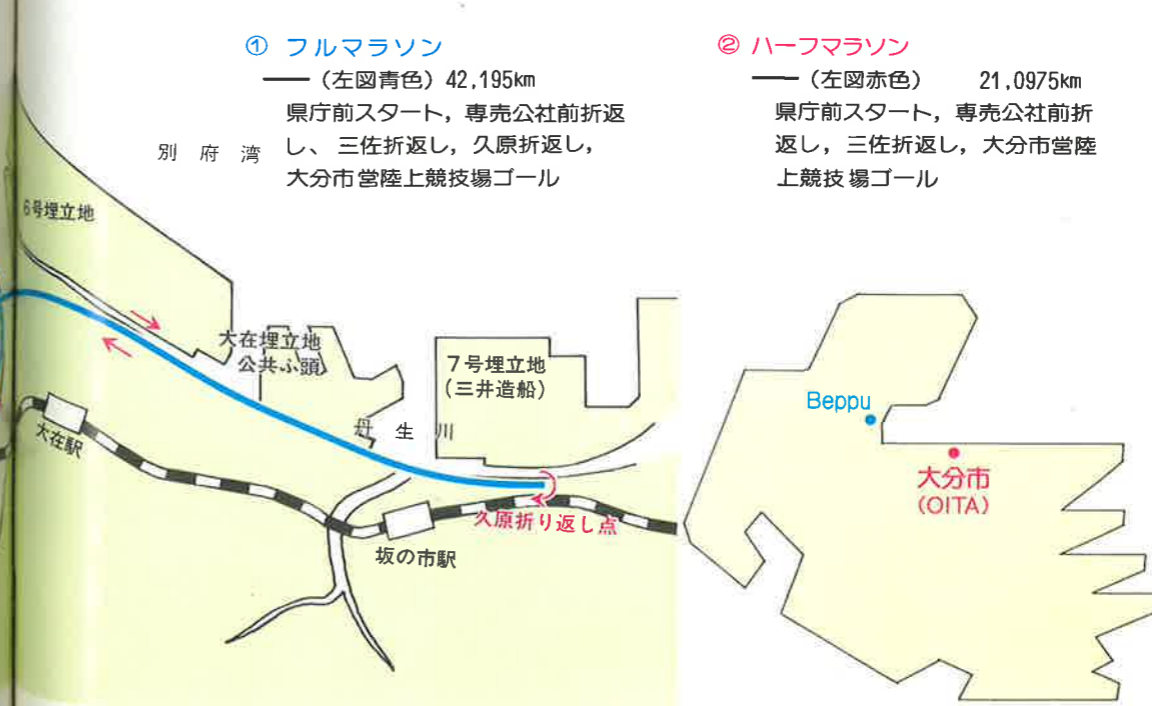 ① フルマラソン
―― (左図青色) 42,195km
県庁前スタート, 専売公社前折返
し、 三佐折返し, 久原折返し,
大分市営陸上競技場ゴール
② ハーフマラソン
―― (左図赤色) 21,0975km
県庁前スタート, 専売公社前折
返し, 三佐折返し, 大分市営陸
上競技場ゴール
別府湾
6号埋立地
大在埋立地
公共ふ頭
7号埋立地
(三井造船)
丹生川
大在駅
久原折り返し点
坂の市駅
Beppu
大分市
(OITA)